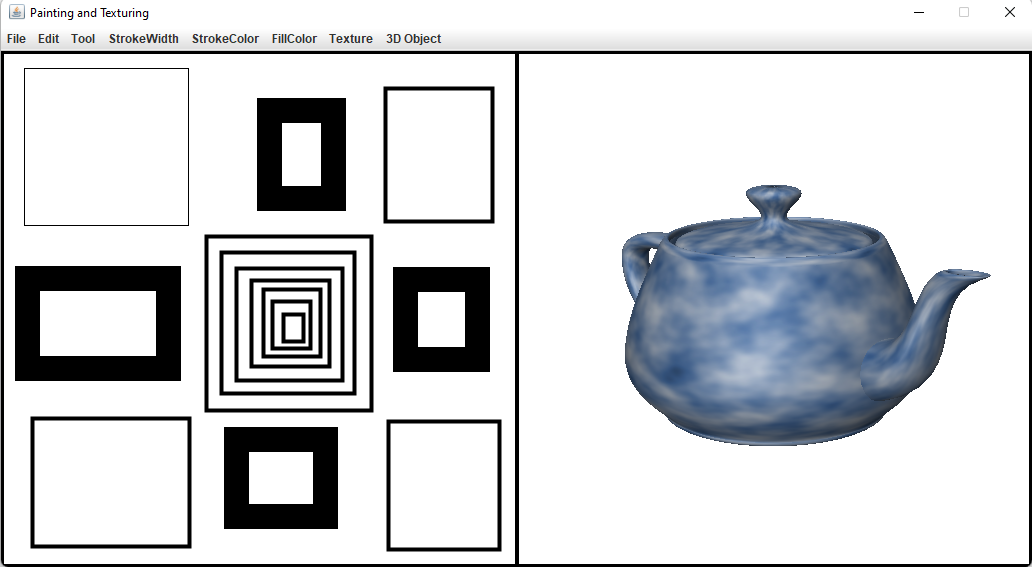 Painting and Texturing
File Edit Tool StrokeWidth StrokeColor FillColor Texture 3D Object